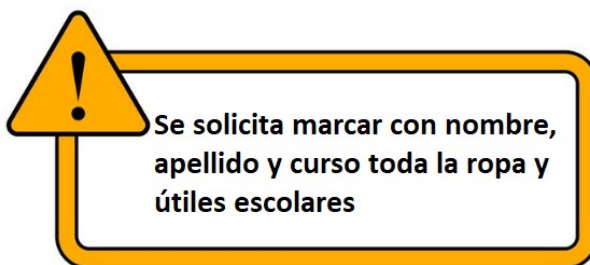 !
Se solicita marcar con nombre,
apellido y curso toda la ropa y
útiles escolares